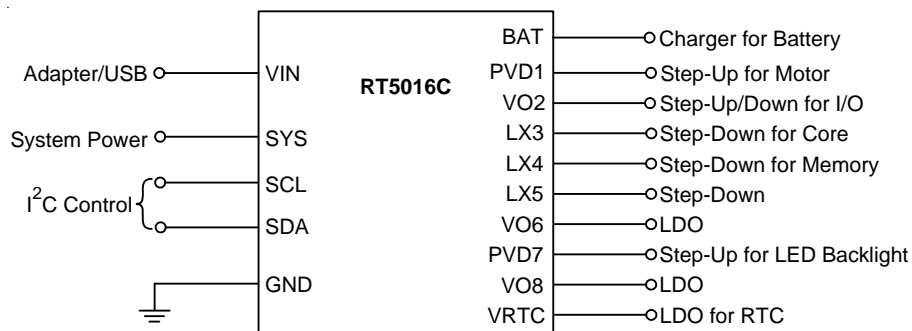 BAT
Charger for Battery
Adapter/USB
VIN
RT5016C
PVD1
Step-Up for Motor
VO2
Step-Up/Down for I/O
System Power
SYS
LX3
Step-Down for Core
LX4
Step-Down for Memory
I²C Control
SCL
SDA
LX5
Step-Down
VO6
LDO
PVD7
Step-Up for LED Backlight
GND
VO8
LDO
VRTC
LDO for RTC